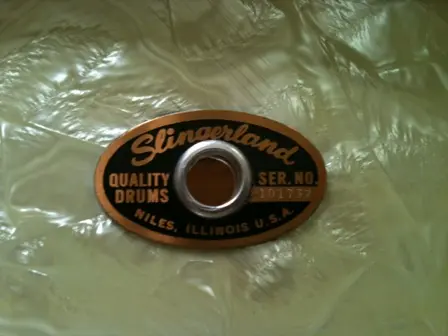 Slingerland
QUALITY SER. NO.
DRUMS
NILES, ILLINOIS U.S.A.